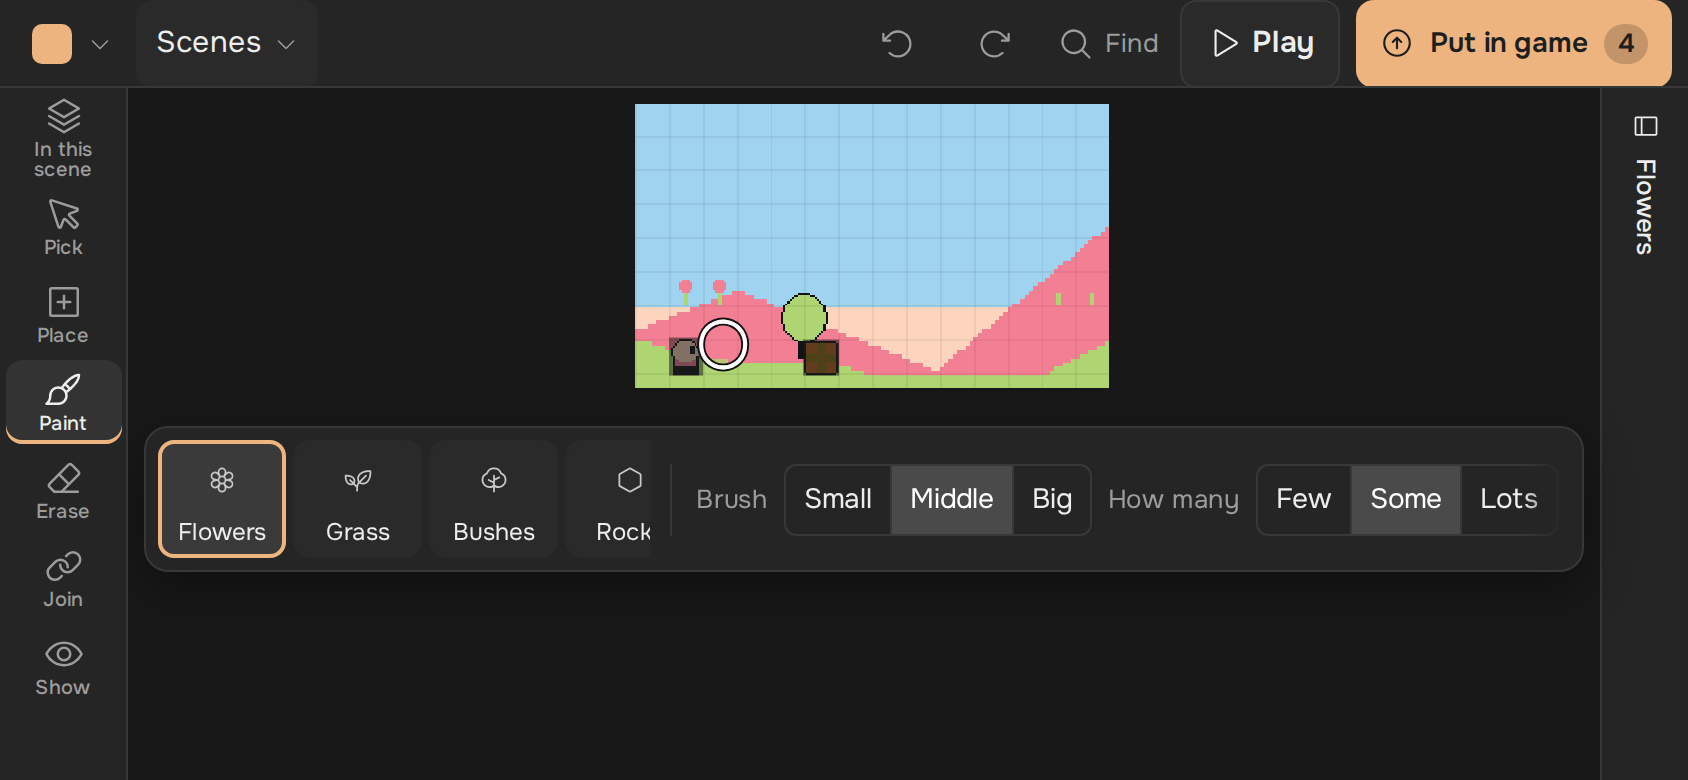 Scenes
Find
Play
Put in game 4
In this
scene
Pick
Place
Paint
Erase
Join
Show
Flowers
Flowers
Grass
Bushes
Rock
Brush
Small
Middle
Big
How many
Few
Some
Lots